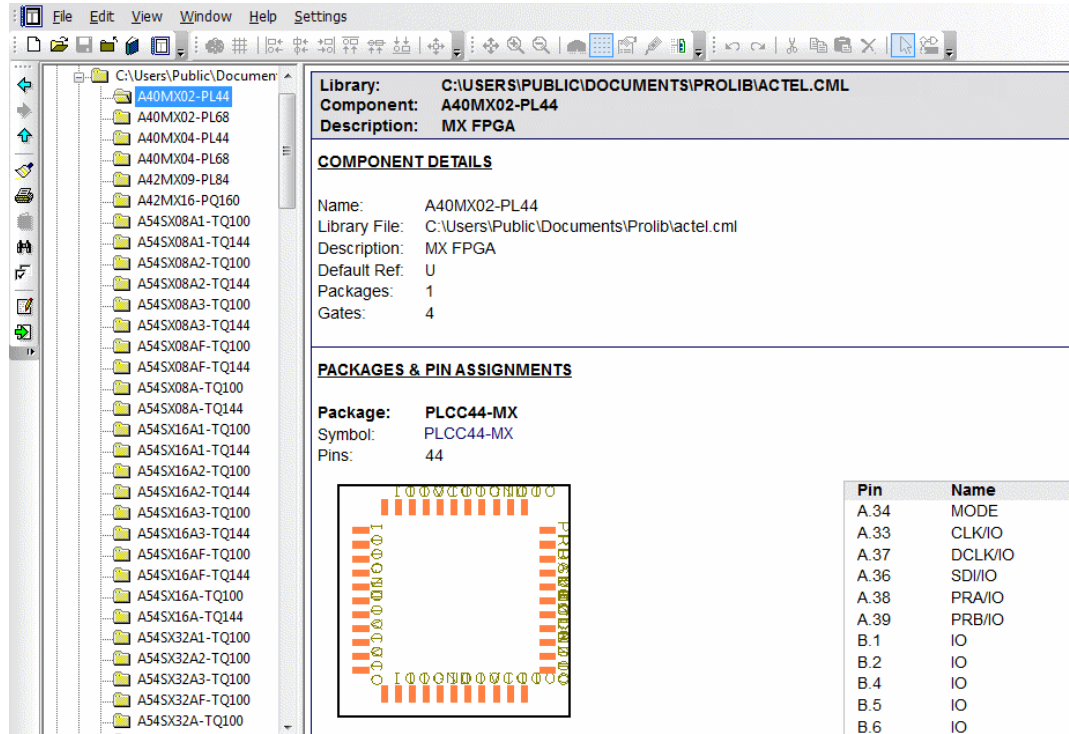 File Edit View Window Help Settings
C:\Users\Public\Documen
A40MX02-PL44
A40MX02-PL68
A40MX04-PL44
A40MX04-PL68
A42MX09-PL84
A42MX16-PQ160
A54SX08A1-TQ100
A54SX08A1-TQ144
A54SX08A2-TQ100
A54SX08A2-TQ144
A54SX08A3-TQ100
A54SX08A3-TQ144
A54SX08AF-TQ100
A54SX08AF-TQ144
A54SX08A-TQ100
A54SX08A-TQ144
A54SX16A1-TQ100
A54SX16A1-TQ144
A54SX16A2-TQ100
A54SX16A2-TQ144
A54SX16A3-TQ100
A54SX16A3-TQ144
A54SX16AF-TQ100
A54SX16AF-TQ144
A54SX16A-TQ100
A54SX16A-TQ144
A54SX32A1-TQ100
A54SX32A2-TQ100
A54SX32A3-TQ100
A54SX32AF-TQ100
A54SX32A-TQ100
Library: C:\USERS\PUBLIC\DOCUMENTS\PROLIB\ACTEL.CML
Component: A40MX02-PL44
Description: MX FPGA
COMPONENT DETAILS
Name: A40MX02-PL44
Library File: C:\Users\Public\Documents\Prolib\actel.cml
Description: MX FPGA
Default Ref: U
Packages: 1
Gates: 4
PACKAGES & PIN ASSIGNMENTS
Package: PLCC44-MX
Symbol: PLCC44-MX
Pins: 44
Pin Name
A.34 MODE
A.33 CLK/IO
A.37 DCLK/IO
A.36 SDI/IO
A.38 PRA/IO
A.39 PRB/IO
B.1 IO
B.2 IO
B.4 IO
B.5 IO
B.6 IO